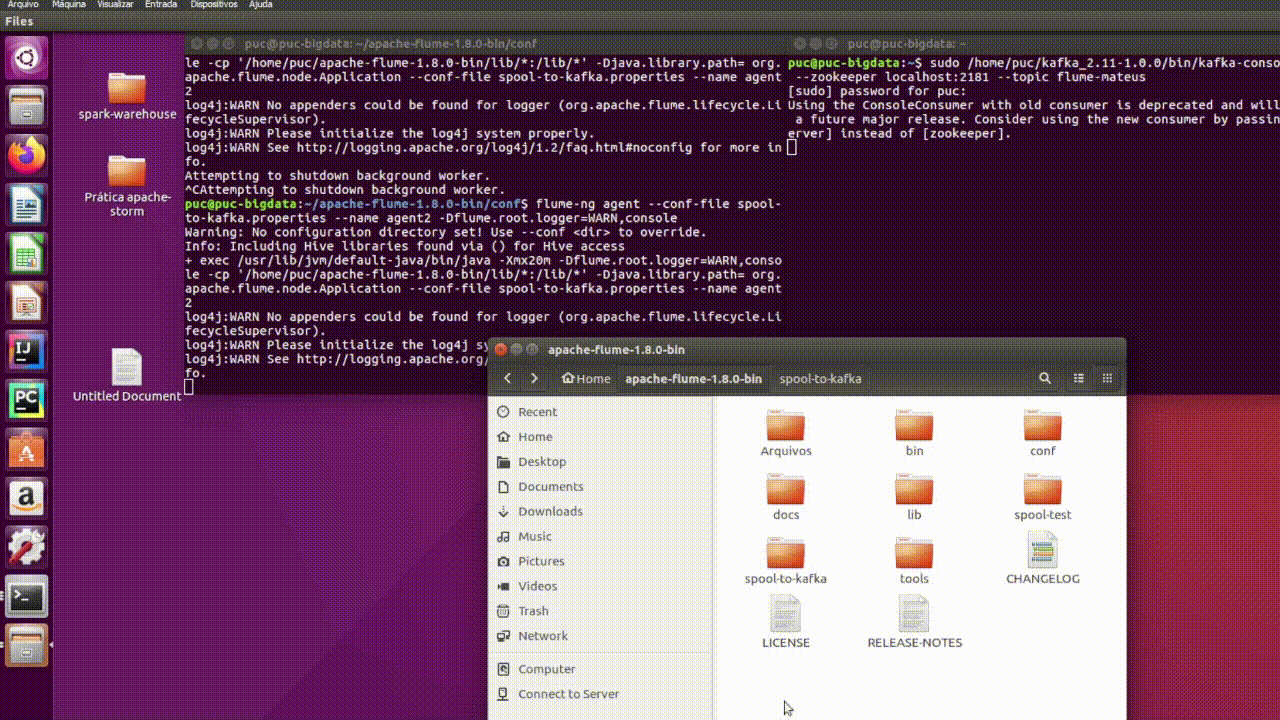 Arquivo Máquina Visualizar Entrada Dispositivos Ajuda
Files
spark-warehouse
Prática apache-
storm
Untitled Document
puc@puc-bigdata: ~/apache-flume-1.8.0-bin/conf
le -cp '/home/puc/apache-flume-1.8.0-bin/lib/*:/lib/*' -Djava.library.path= org.
apache.flume.node.Application --conf-file spool-to-kafka.properties --name agent
2
log4j:WARN No appenders could be found for logger (org.apache.flume.lifecycle.Li
fecycleSupervisor).
log4j:WARN Please initialize the log4j system properly.
log4j:WARN See http://logging.apache.org/log4j/1.2/faq.html#noconfig for more in
fo.
Attempting to shutdown background worker.
^CAttempting to shutdown background worker.
puc@puc-bigdata:~/apache-flume-1.8.0-bin/conf$ flume-ng agent --conf-file spool-
to-kafka.properties --name agent2 -Dflume.root.logger=WARN,console
Warning: No configuration directory set! Use --conf <dir> to override.
Info: Including Hive libraries found via () for Hive access
+ exec /usr/lib/jvm/default-java/bin/java -Xmx20m -Dflume.root.logger=WARN,conso
le -cp '/home/puc/apache-flume-1.8.0-bin/lib/*:/lib/*' -Djava.library.path= org.
apache.flume.node.Application --conf-file spool-to-kafka.properties --name agent
2
log4j:WARN No appenders could be found for logger (org.apache.flume.lifecycle.Li
fecycleSupervisor).
log4j:WARN Please initialize the log4j sy
log4j:WARN See http://logging.apache.org/
fo.
puc@puc-bigdata: ~
puc@puc-bigdata:~$ sudo /home/puc/kafka_2.11-1.0.0/bin/kafka-conso
--zookeeper localhost:2181 --topic flume-mateus
[sudo] password for puc:
Using the ConsoleConsumer with old consumer is deprecated and will
a future major release. Consider using the new consumer by passin
erver] instead of [zookeeper].
apache-flume-1.8.0-bin
Home apache-flume-1.8.0-bin spool-to-kafka
Recent
Home
Desktop
Documents
Downloads
Music
Pictures
Videos
Trash
Network
Computer
Connect to Server
Arquivos bin conf
docs lib spool-test
spool-to-kafka tools CHANGELOG
LICENSE RELEASE-NOTES
IJ
PC
A
a